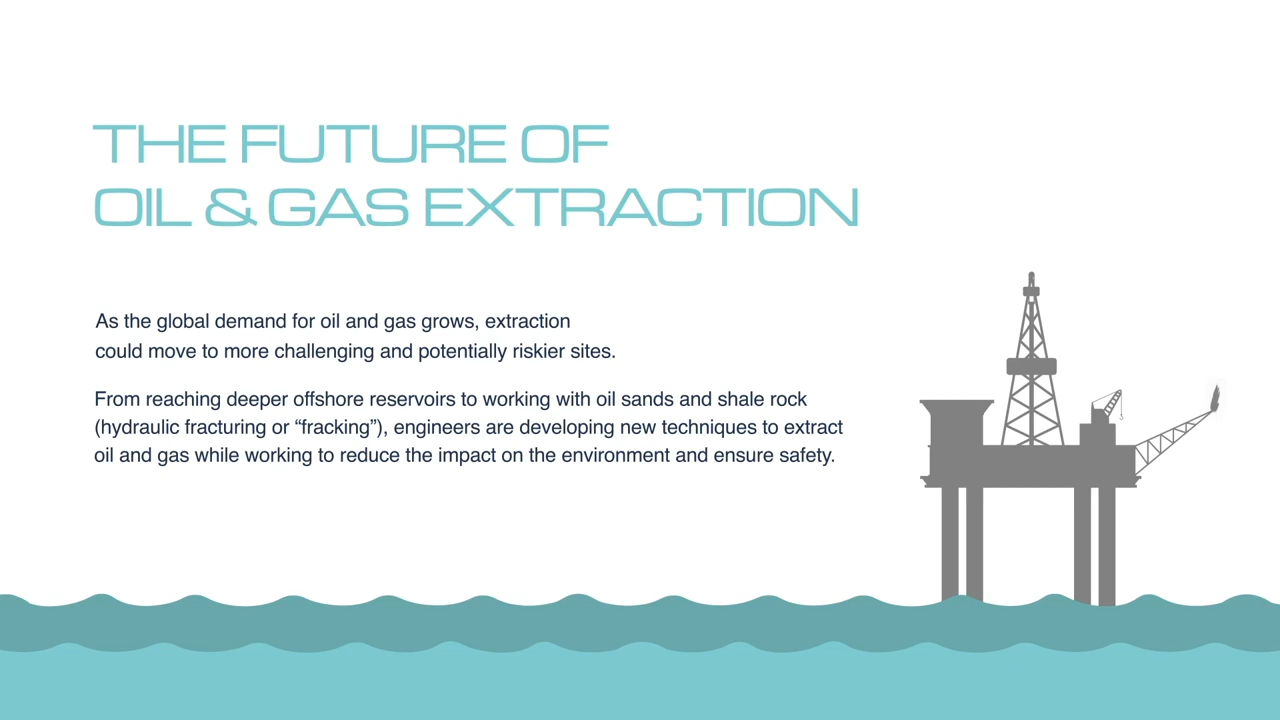 THE FUTURE OF
OIL & GAS EXTRACTION
As the global demand for oil and gas grows, extraction
could move to more challenging and potentially riskier sites.
From reaching deeper offshore reservoirs to working with oil sands and shale rock
(hydraulic fracturing or “fracking”), engineers are developing new techniques to extract
oil and gas while working to reduce the impact on the environment and ensure safety.